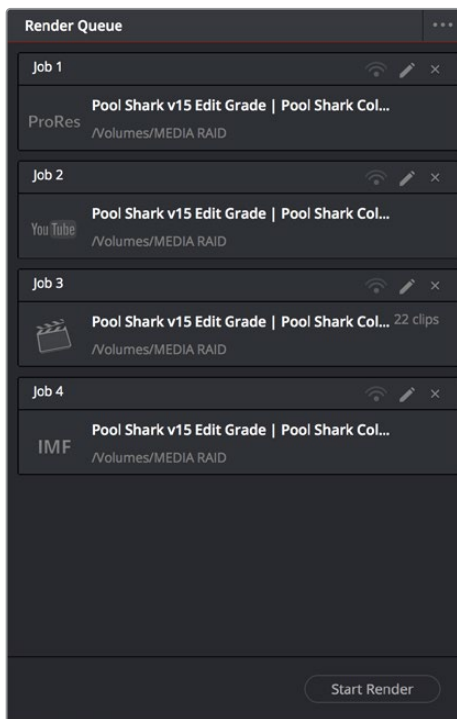 Render Queue
Job 1
ProRes
Pool Shark v15 Edit Grade | Pool Shark Col...
/Volumes/MEDIA RAID
Job 2
YouTube
Pool Shark v15 Edit Grade | Pool Shark Col...
/Volumes/MEDIA RAID
Job 3
Pool Shark v15 Edit Grade | Pool Shark Col... 22 clips
/Volumes/MEDIA RAID
Job 4
IMF
Pool Shark v15 Edit Grade | Pool Shark Col...
/Volumes/MEDIA RAID
Start Render